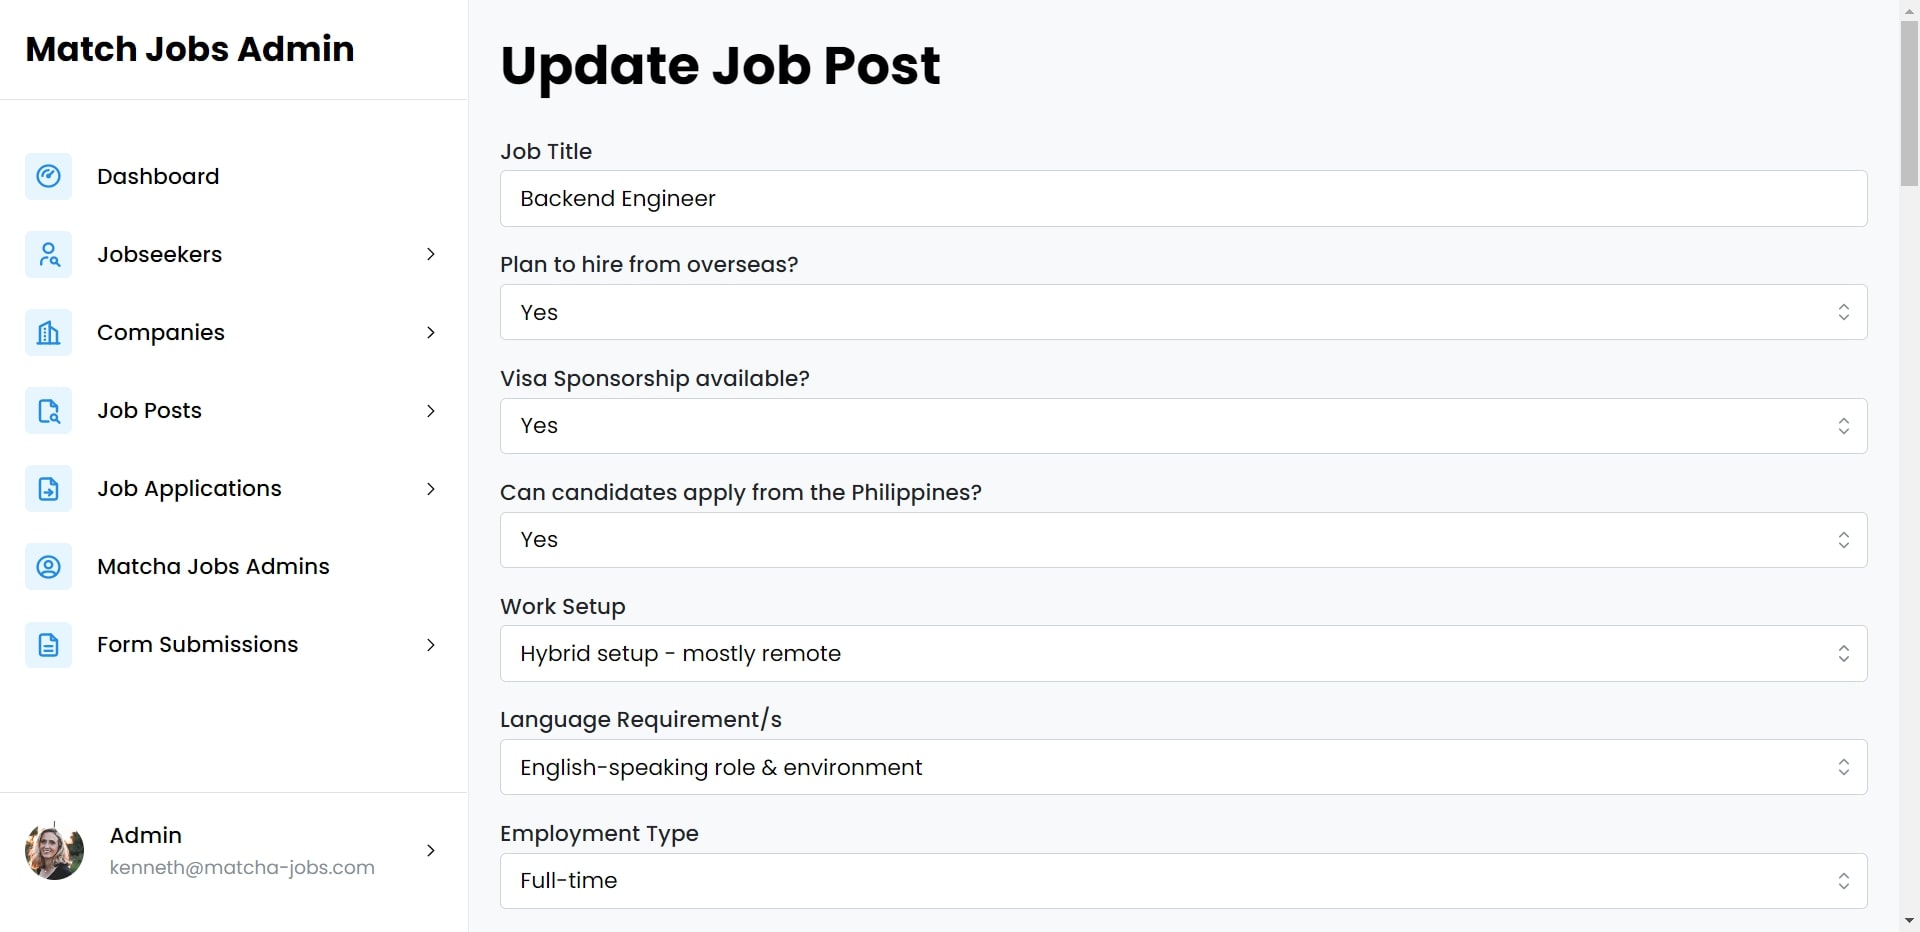 Match Jobs Admin
Dashboard
Jobseekers
Companies
Job Posts
Job Applications
Matcha Jobs Admins
Form Submissions
Admin
kenneth@matcha-jobs.com
Update Job Post
Job Title
Backend Engineer
Plan to hire from overseas?
Yes
Visa Sponsorship available?
Yes
Can candidates apply from the Philippines?
Yes
Work Setup
Hybrid setup - mostly remote
Language Requirement/s
English-speaking role & environment
Employment Type
Full-time